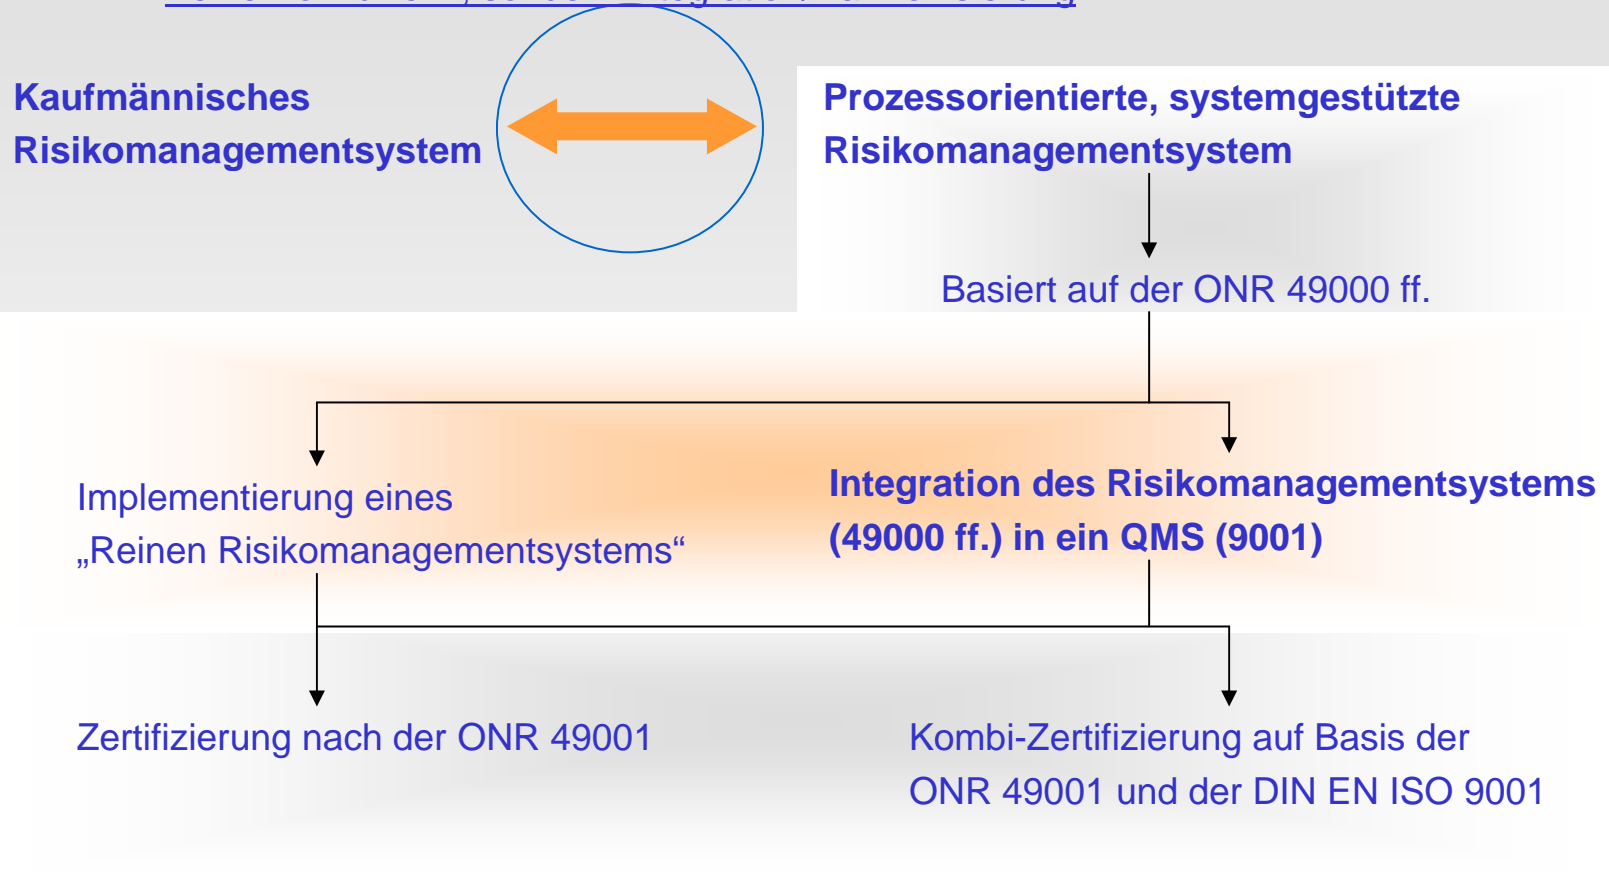 Kaufmännisches
Risikomanagementsystem
Prozessorientierte, systemgestützte
Risikomanagementsystem
Basiert auf der ONR 49000 ff.
Implementierung eines
„Reinen Risikomanagementsystems“
Integration des Risikomanagementsystems
(49000 ff.) in ein QMS (9001)
Zertifizierung nach der ONR 49001
Kombi-Zertifizierung auf Basis der
ONR 49001 und der DIN EN ISO 9001